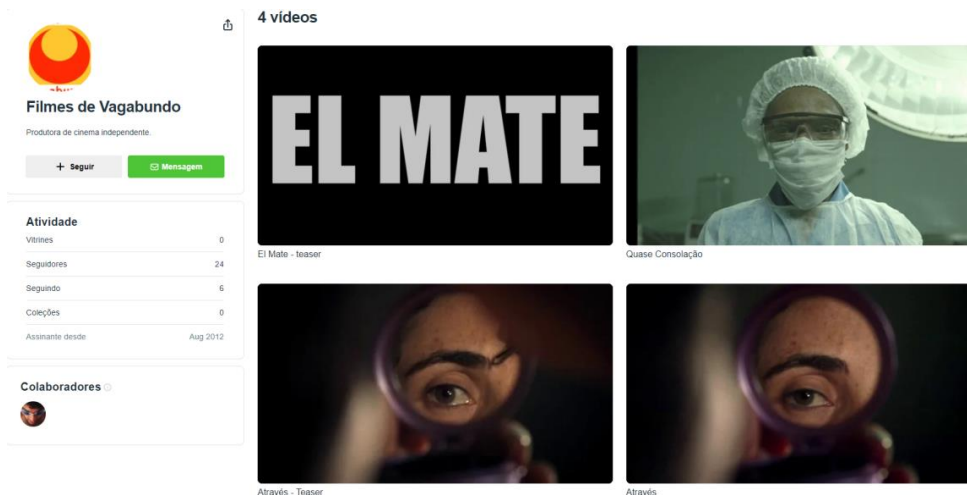 Filmes de Vagabundo
Produtora de cinema independente.
+ Seguir
Mensagem
Atividade
Vitrines 0
Seguidores 24
Seguindo 6
Coleções 0
Assinante desde Aug 2012
Colaboradores
4 vídeos
EL MATE
El Mate - teaser
Quase Consolação
Através - Teaser
Através